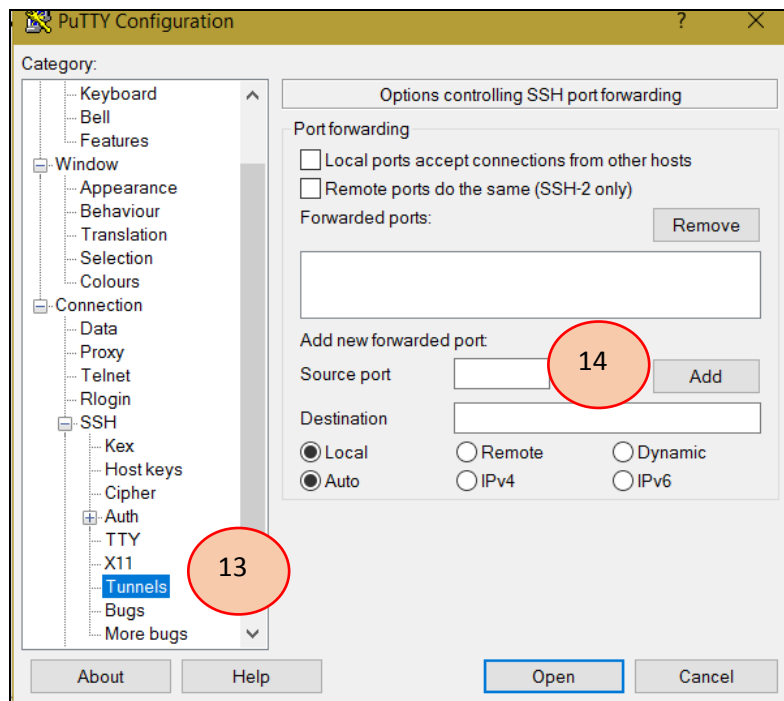 PuTTY Configuration ? X
Category:
Keyboard
Bell
Features
Window
Appearance
Behaviour
Translation
Selection
Colours
Connection
Data
Proxy
Telnet
Rlogin
SSH
Kex
Host keys
Cipher
Auth
TTY
X11
Tunnels
Bugs
More bugs
13
Options controlling SSH port forwarding
Port forwarding
Local ports accept connections from other hosts
Remote ports do the same (SSH-2 only)
Forwarded ports: Remove
Add new forwarded port:
Source port 14 Add
Destination
Local Remote Dynamic
Auto IPv4 IPv6
About Help Open Cancel